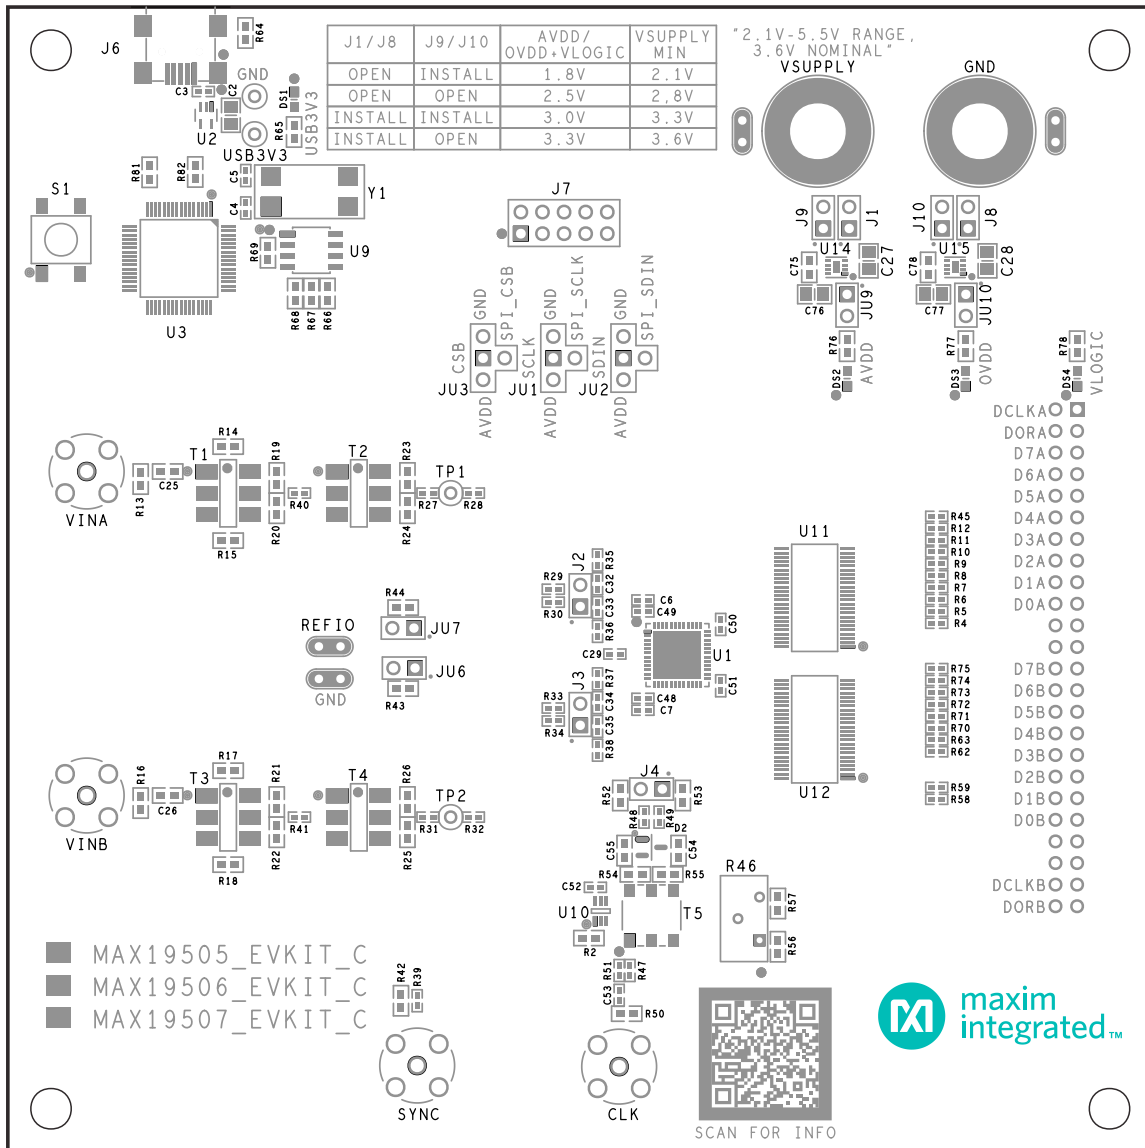 J6
R64
J1/J8 J9/J10 AVDD/ OVDD+VLOGIC VSUPPLY MIN
OPEN INSTALL 1.8V 2.1V
OPEN OPEN 2.5V 2,8V
INSTALL INSTALL 3.0V 3.3V
INSTALL OPEN 3.3V 3.6V
"2.1V-5.5V RANGE,
3.6V NOMINAL"
VSUPPLY
GND
GND
C3
C2
U2
DS1
R65
USB3V3
USB3V3
R81
R82
C5
C4
Y1
S1
U3
R69
U9
R68
R67
R66
J7
J9
J1
J10
J8
U14
C27
U15
C28
C75
C76
C78
C77
JU9
JU10
R76
R77
R78
DS2
AVDD
DS3
OVDD
DS4
VLOGIC
GND
SPI_CSB
GND
SPI_SCLK
GND
SPI_SDIN
CSB
SCLK
SDIN
JU3
JU1
JU2
AVDD
AVDD
AVDD
DCLKA
DORA
D7A
D6A
D5A
D4A
D3A
D2A
D1A
D0A
D7B
D6B
D5B
D4B
D3B
D2B
D1B
D0B
DCLKB
DORB
VINA
R13
C25
R14
T1
R15
R19
R20
R40
T2
R23
R24
R27
TP1
R28
U11
R45
R12
R11
R10
R9
R8
R7
R6
R5
R4
J2
R35
R29
C32
R30
C33
R36
C6
C49
C50
R44
REFIO
JU7
JU6
GND
R43
C29
U1
J3
R37
R33
C34
R34
C35
R38
C48
C7
C51
U12
R75
R74
R73
R72
R71
R70
R63
R62
R59
R58
VINB
R16
C26
R17
T3
R18
R21
R22
R41
T4
R26
R25
R31
TP2
R32
J4
R52
R53
R48
R49
D2
C55
C54
R54
R55
C52
U10
T5
R2
R46
R57
R56
R51
R47
C53
R50
MAX19505_EVKIT_C
MAX19506_EVKIT_C
MAX19507_EVKIT_C
R42
R39
SYNC
CLK
SCAN FOR INFO
maxim
integrated™